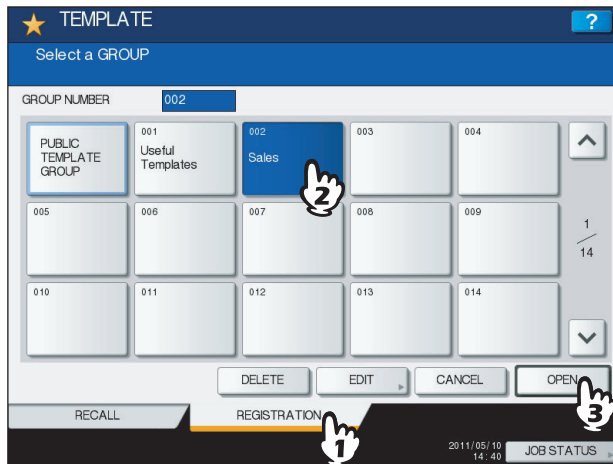 TEMPLATE
?
Select a GROUP
GROUP NUMBER 002
PUBLIC
TEMPLATE
GROUP
001
Useful
Templates
002
Sales
2
003
004
005
006
007
008
009
1
14
010
011
012
013
014
DELETE
EDIT
CANCEL
OPEN
3
RECALL
REGISTRATION
1
2011/05/10
14:40
JOB STATUS